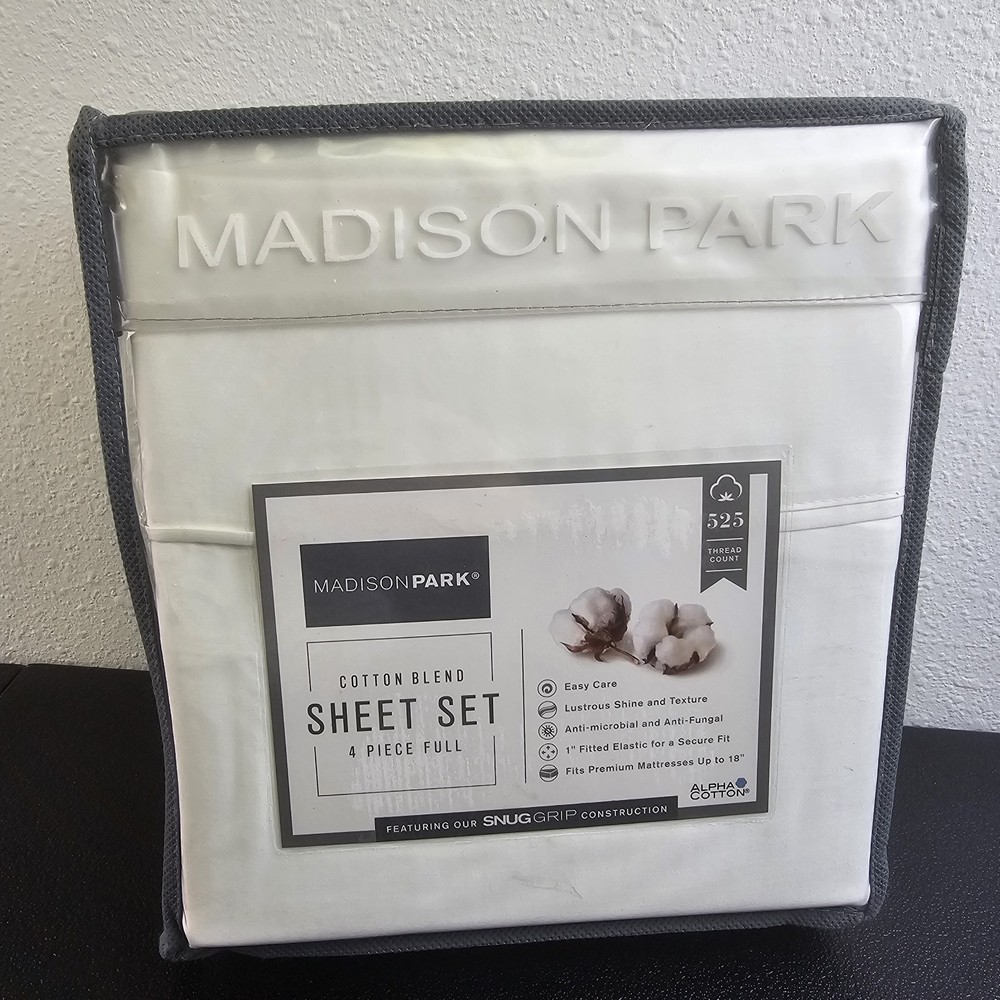 MADISON PARK
525
THREAD
COUNT
MADISONPARK®
COTTON BLEND
SHEET SET
4 PIECE FULL
Easy Care
Lustrous Shine and Texture
Anti-microbial and Anti-Fungal
1" Fitted Elastic for a Secure Fit
Fits Premium Mattresses Up to 18"
ALPHA
COTTON®
FEATURING OUR SNUGGRIP CONSTRUCTION